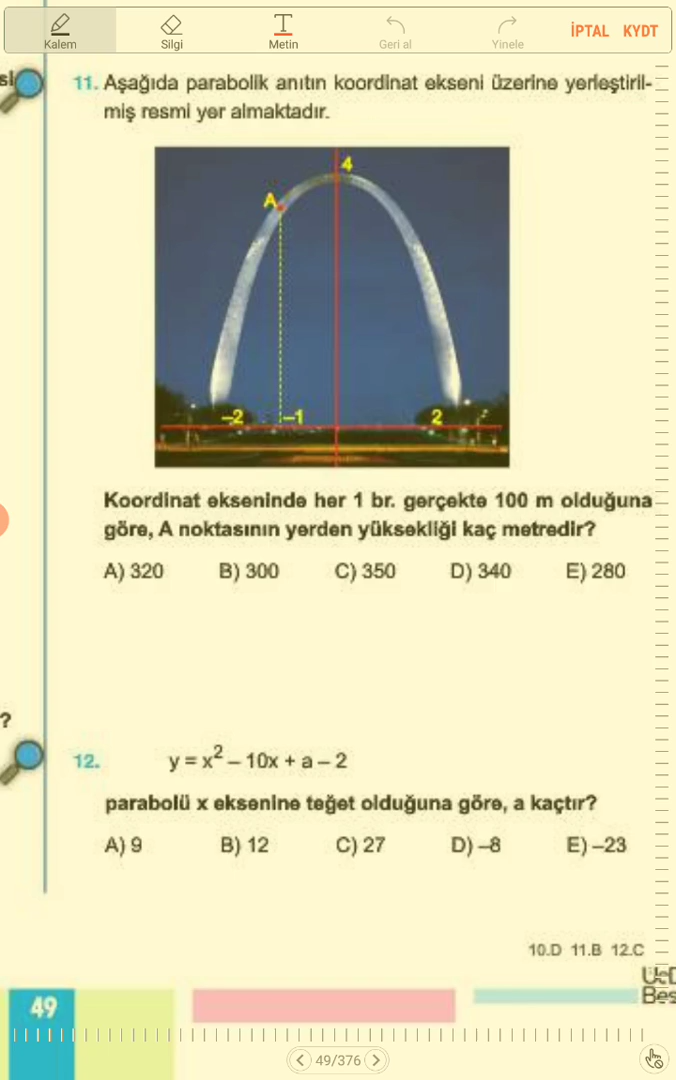 Kalem
Silgi
Metin
Geri al
Yinele
İPTAL KYDT
si
11. Aşağıda parabolik anıtın koordinat ekseni üzerine yerleştiril-
miş resmi yer almaktadır.
4
A
–2
–1
2
Koordinat ekseninde her 1 br. gerçekte 100 m olduğuna
göre, A noktasının yerden yüksekliği kaç metredir?
A) 320 B) 300 C) 350 D) 340 E) 280
?
12. y = x² – 10x + a – 2
parabolü x eksenine teğet olduğuna göre, a kaçtır?
A) 9 B) 12 C) 27 D) –8 E) –23
10.D 11.B 12.C
Bes
49
49/376